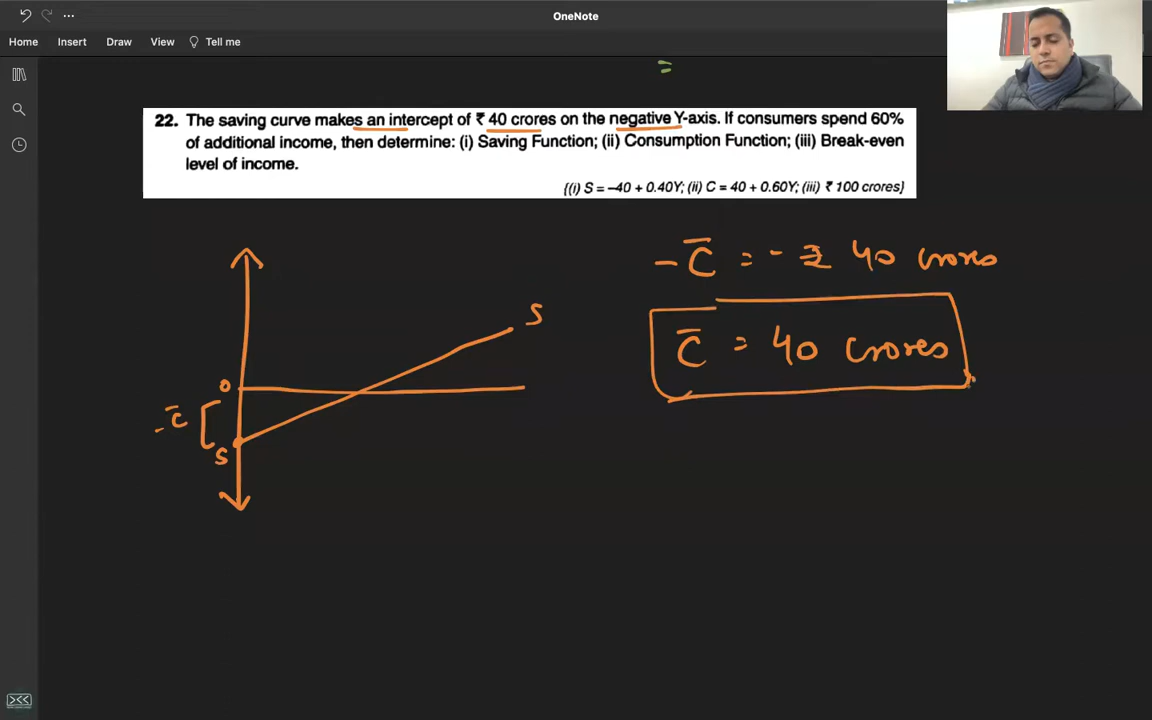 OneNote
Home Insert Draw View Tell me
=
22. The saving curve makes an intercept of ₹ 40 crores on the negative Y-axis. If consumers spend 60%
of additional income, then determine: (i) Saving Function; (ii) Consumption Function; (iii) Break-even
level of income.
{(i) S = –40 + 0.40Y; (ii) C = 40 + 0.60Y; (iii) ₹ 100 crores}
- C̅ = - ₹ 40 crores
S
C̅ = 40 crores
0
- C̅
S